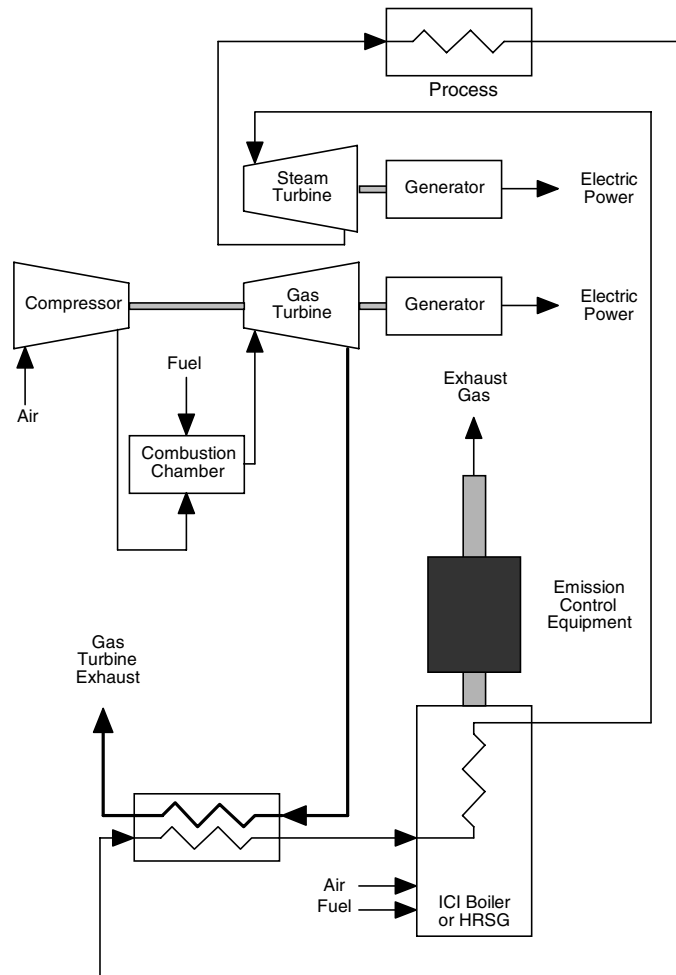 Process
Steam
Turbine
Generator
Electric
Power
Compressor
Gas
Turbine
Generator
Electric
Power
Air
Fuel
Combustion
Chamber
Exhaust
Gas
Emission
Control
Equipment
Gas
Turbine
Exhaust
Air
Fuel
ICI Boiler
or HRSG